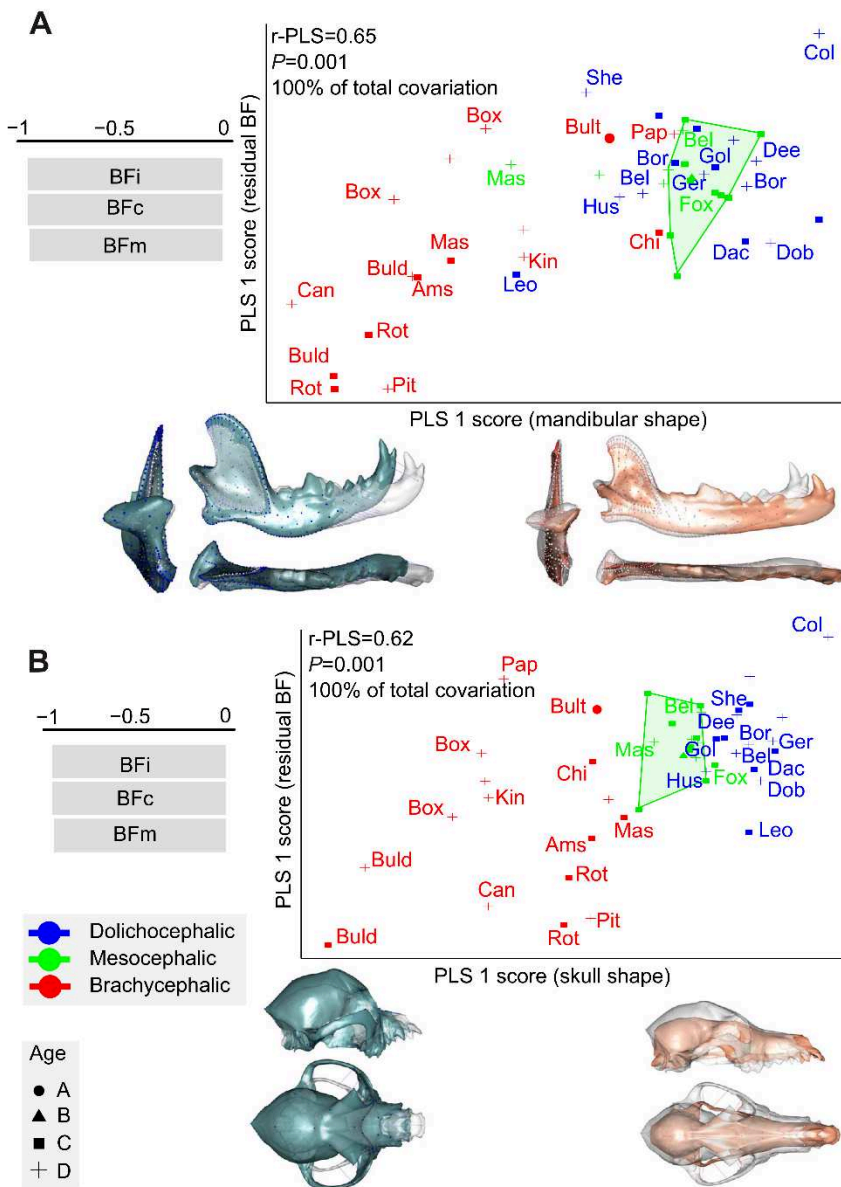 A
r-PLS=0.65
P=0.001
100% of total covariation
Col
She
−1 −0.5 0
BFi
BFc
BFm
PLS 1 score (residual BF)
Box
Bult
Pap
Bel
Mas
Bor
Gol
Dee
Box
Bel
Ger
Bor
Hus
Fox
Mas
Chi
Kin
Dac
Dob
Buld
Ams
Leo
Can
Rot
Buld
Rot
Pit
PLS 1 score (mandibular shape)
B
r-PLS=0.62
P=0.001
100% of total covariation
Col
Pap
−1 −0.5 0
BFi
BFc
BFm
PLS 1 score (residual BF)
Bult
Bel
She
Dee
Box
Mas
Gol
Bor
Ger
Bel
Chi
Hus
Fox
Dac
Dob
Kin
Box
Mas
Leo
Ams
Buld
Rot
Can
Pit
Rot
Buld
PLS 1 score (skull shape)
Dolichocephalic
Mesocephalic
Brachycephalic
Age
A
B
C
D